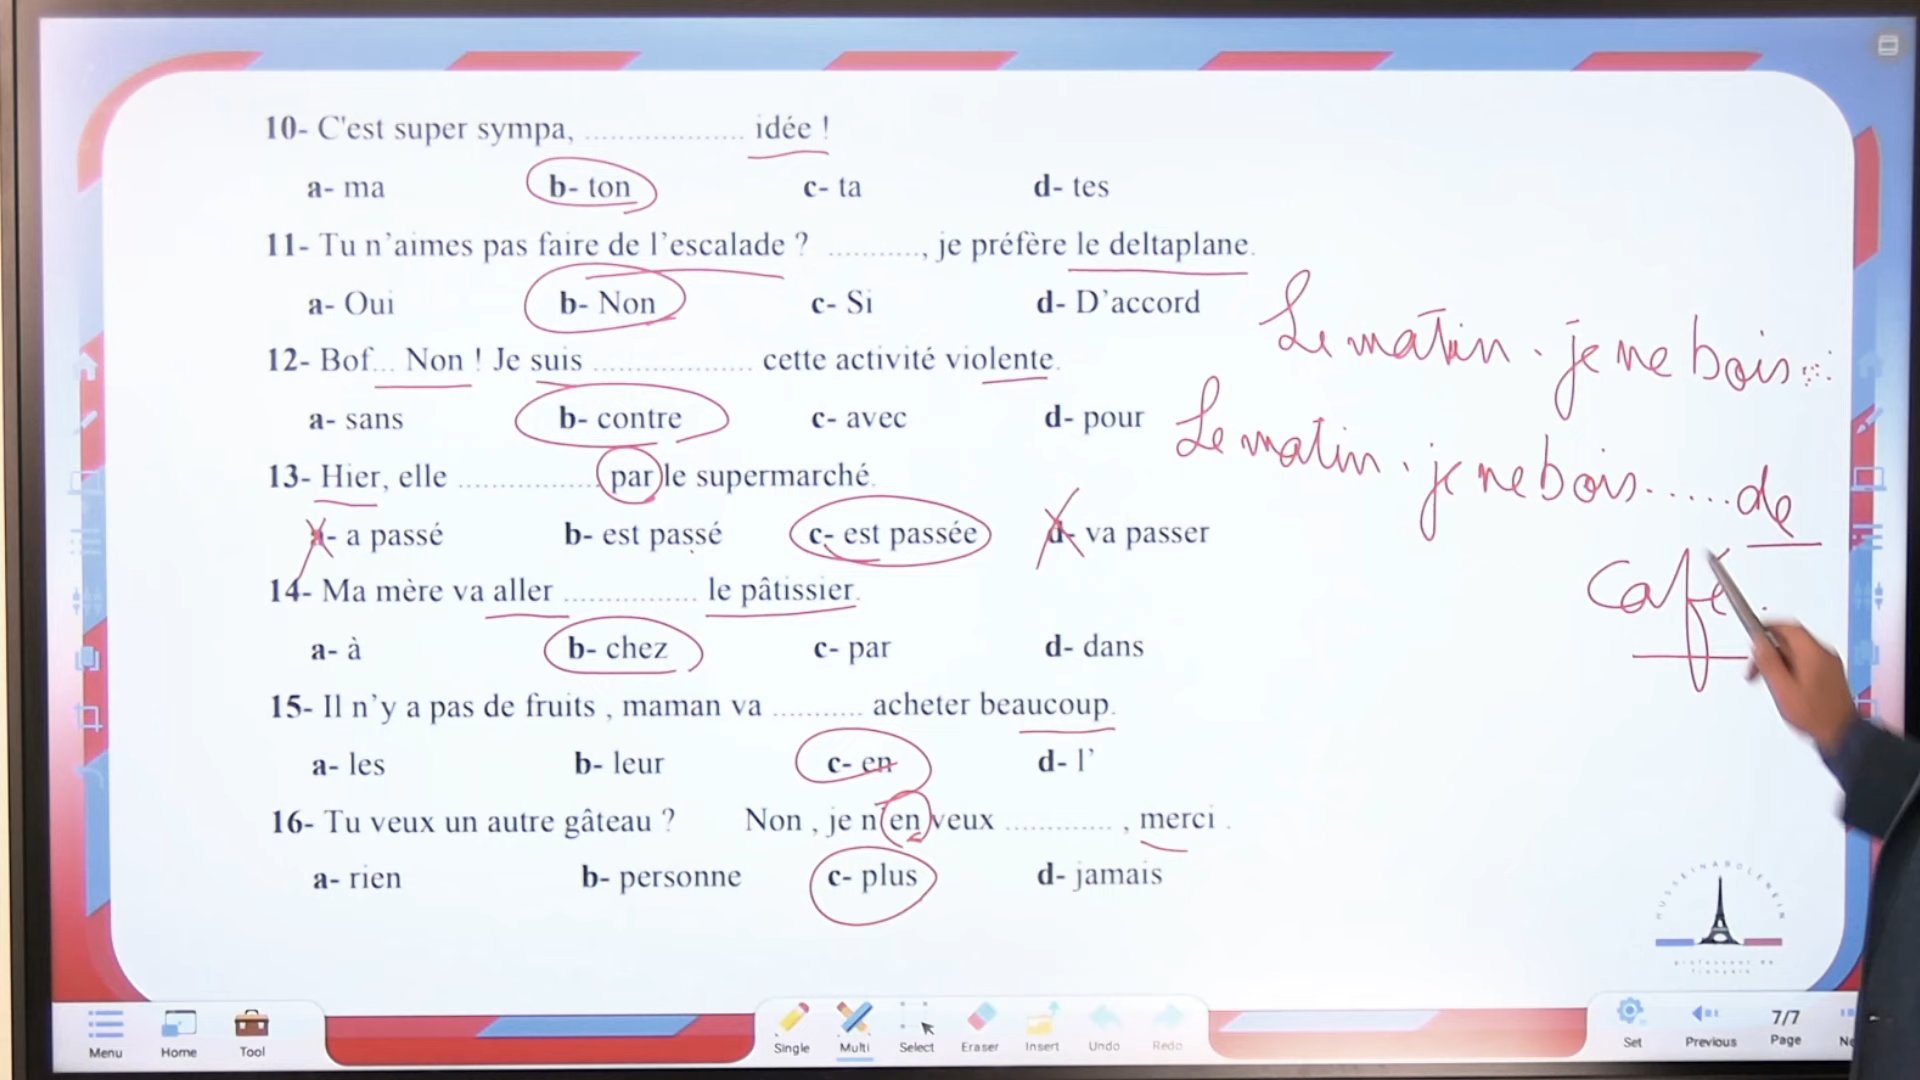 10- C'est super sympa, .................. idée !
a- ma b- ton c- ta d- tes
11- Tu n'aimes pas faire de l'escalade ? .........., je préfère le deltaplane.
a- Oui b- Non c- Si d- D'accord
Le matin. je ne bois...
12- Bof... Non ! Je suis .................. cette activité violente.
a- sans b- contre c- avec d- pour
Le matin. je ne bois..... de
café.
13- Hier, elle ............... par le supermarché.
a- a passé b- est passé c- est passée d- va passer
14- Ma mère va aller ............... le pâtissier.
a- à b- chez c- par d- dans
15- Il n'y a pas de fruits , maman va .......... acheter beaucoup.
a- les b- leur c- en d- l'
16- Tu veux un autre gâteau ? Non , je n'en veux ............ , merci .
a- rien b- personne c- plus d- jamais
HUSSEINABOLENEIN
professeur de
français
Menu Home Tool Single Multi Select Eraser Insert Undo Redo Set Previous 7/7 Page